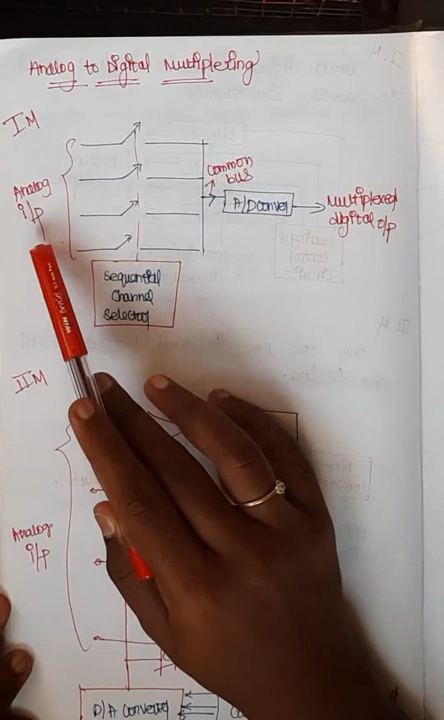 Analog to Digital Multiplexing
I M
Analog
i/p
Common
bus
A/D conver
Multiplexed
digital o/p
Sequential
Channel
Selector
II M
Analog
i/p
D/A Converter